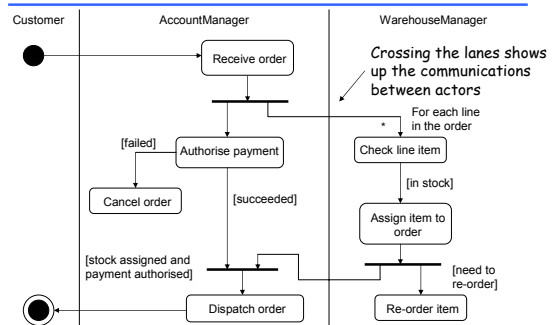 Customer
AccountManager
WarehouseManager
Receive order
Crossing the lanes shows
up the communications
between actors
For each line
in the order
*
[failed]
Authorise payment
Check line item
[in stock]
Cancel order
[succeeded]
Assign item to
order
[stock assigned and
payment authorised]
[need to
re-order]
Dispatch order
Re-order item